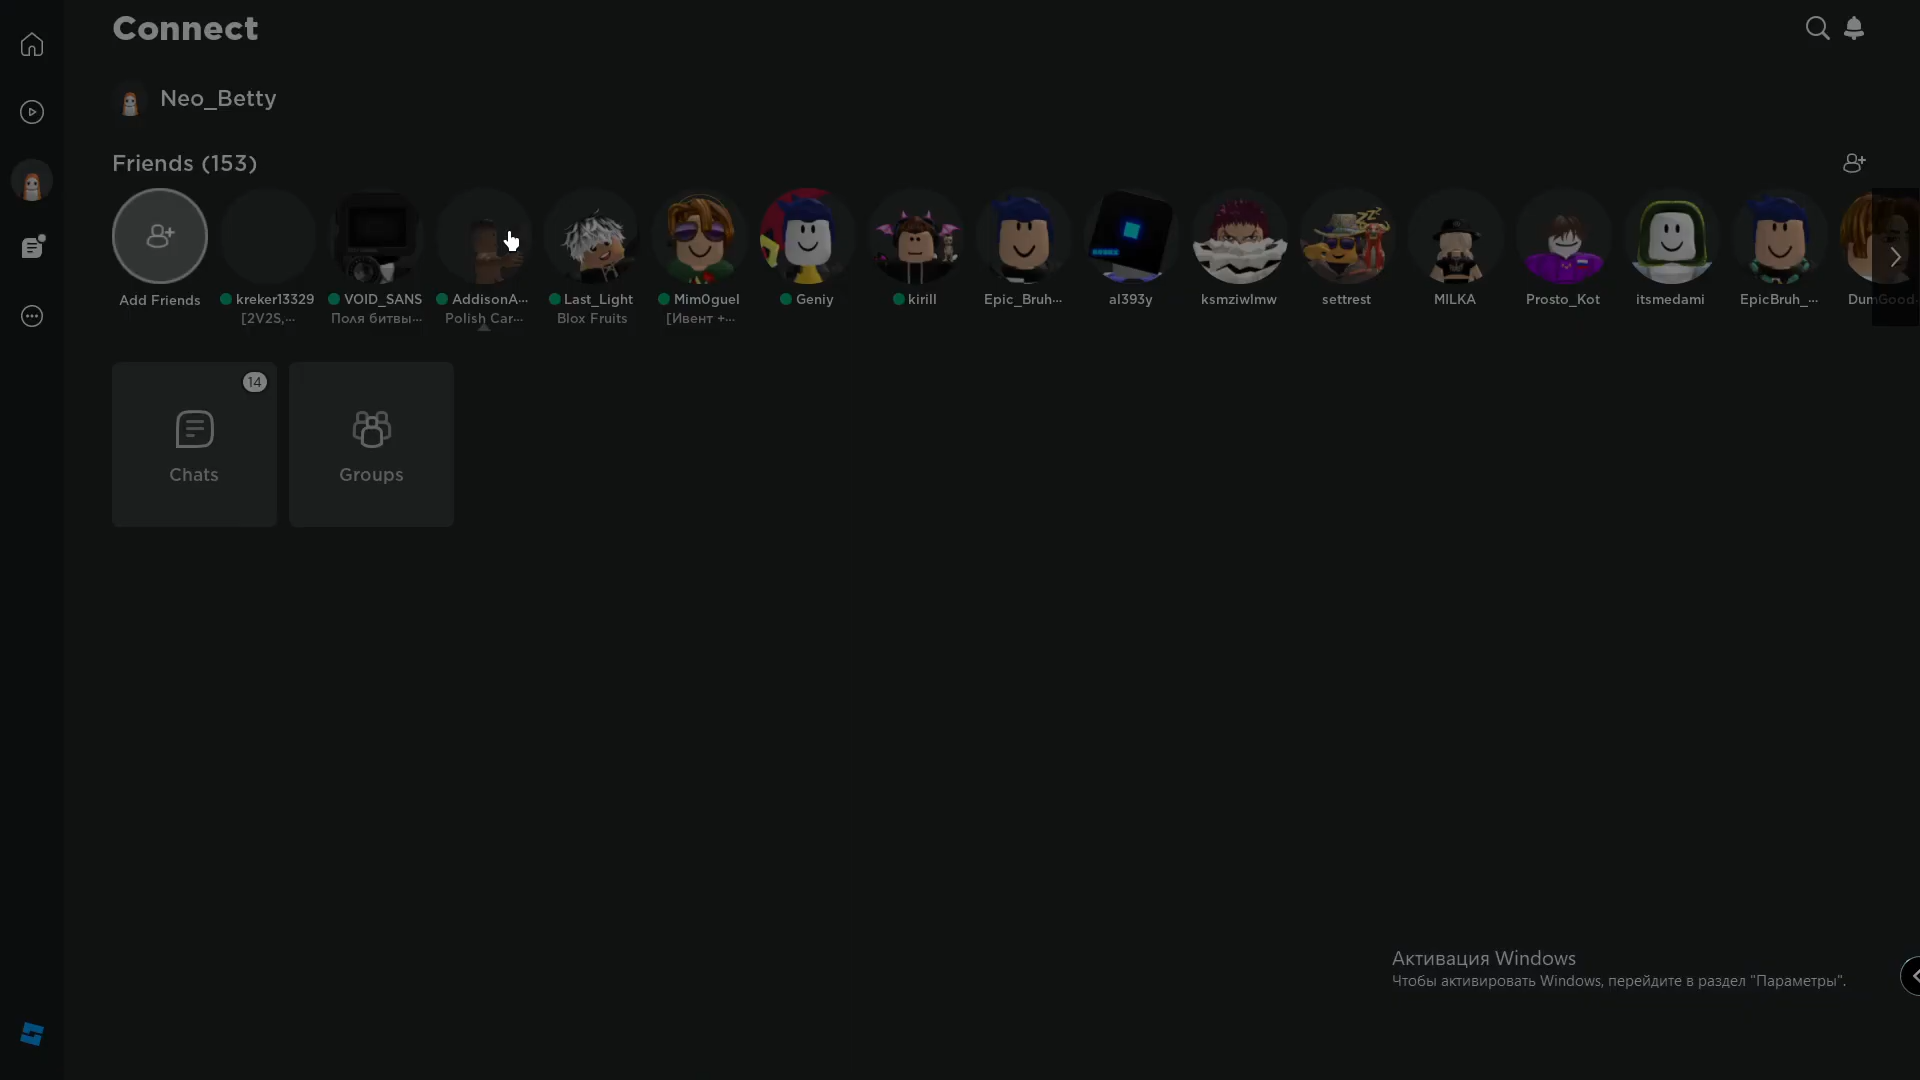 Connect
Neo_Betty
Friends (153)
Add Friends
kreker13329
VOID_SANS
AddisonA...
Last_Light
Mim0guel
Geniy
kirill
Epic_Bruh...
al393y
ksmziwlmw
settrest
MILKA
Prosto_Kot
itsmedami
EpicBruh_...
DumGood
[2V2S,...
Поля битвы...
Polish Car...
Blox Fruits
[Ивент +...
14
Chats
Groups
Активация Windows
Чтобы активировать Windows, перейдите в раздел "Параметры".